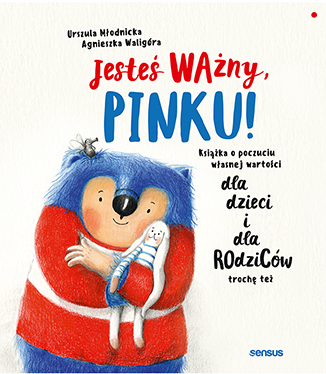 Urszula Młodnicka
Agnieszka Waligóra
Jesteś WAżny,
PINKU!
Książka o poczuciu
własnej wartości
dla
dzieci
i
dla
ROdziCów
trochę też
sensus